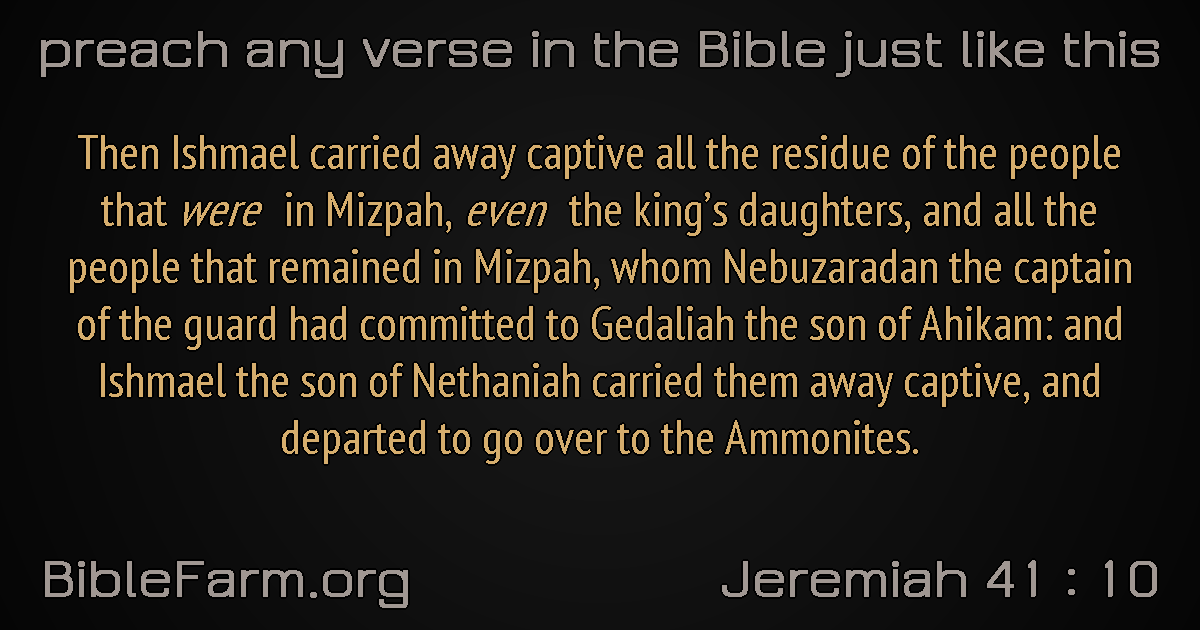 preach any verse in the Bible just like this
Then Ishmael carried away captive all the residue of the people
that were in Mizpah, even the king’s daughters, and all the
people that remained in Mizpah, whom Nebuzaradan the captain
of the guard had committed to Gedaliah the son of Ahikam: and
Ishmael the son of Nethaniah carried them away captive, and
departed to go over to the Ammonites.
BibleFarm.org
Jeremiah 41 : 10